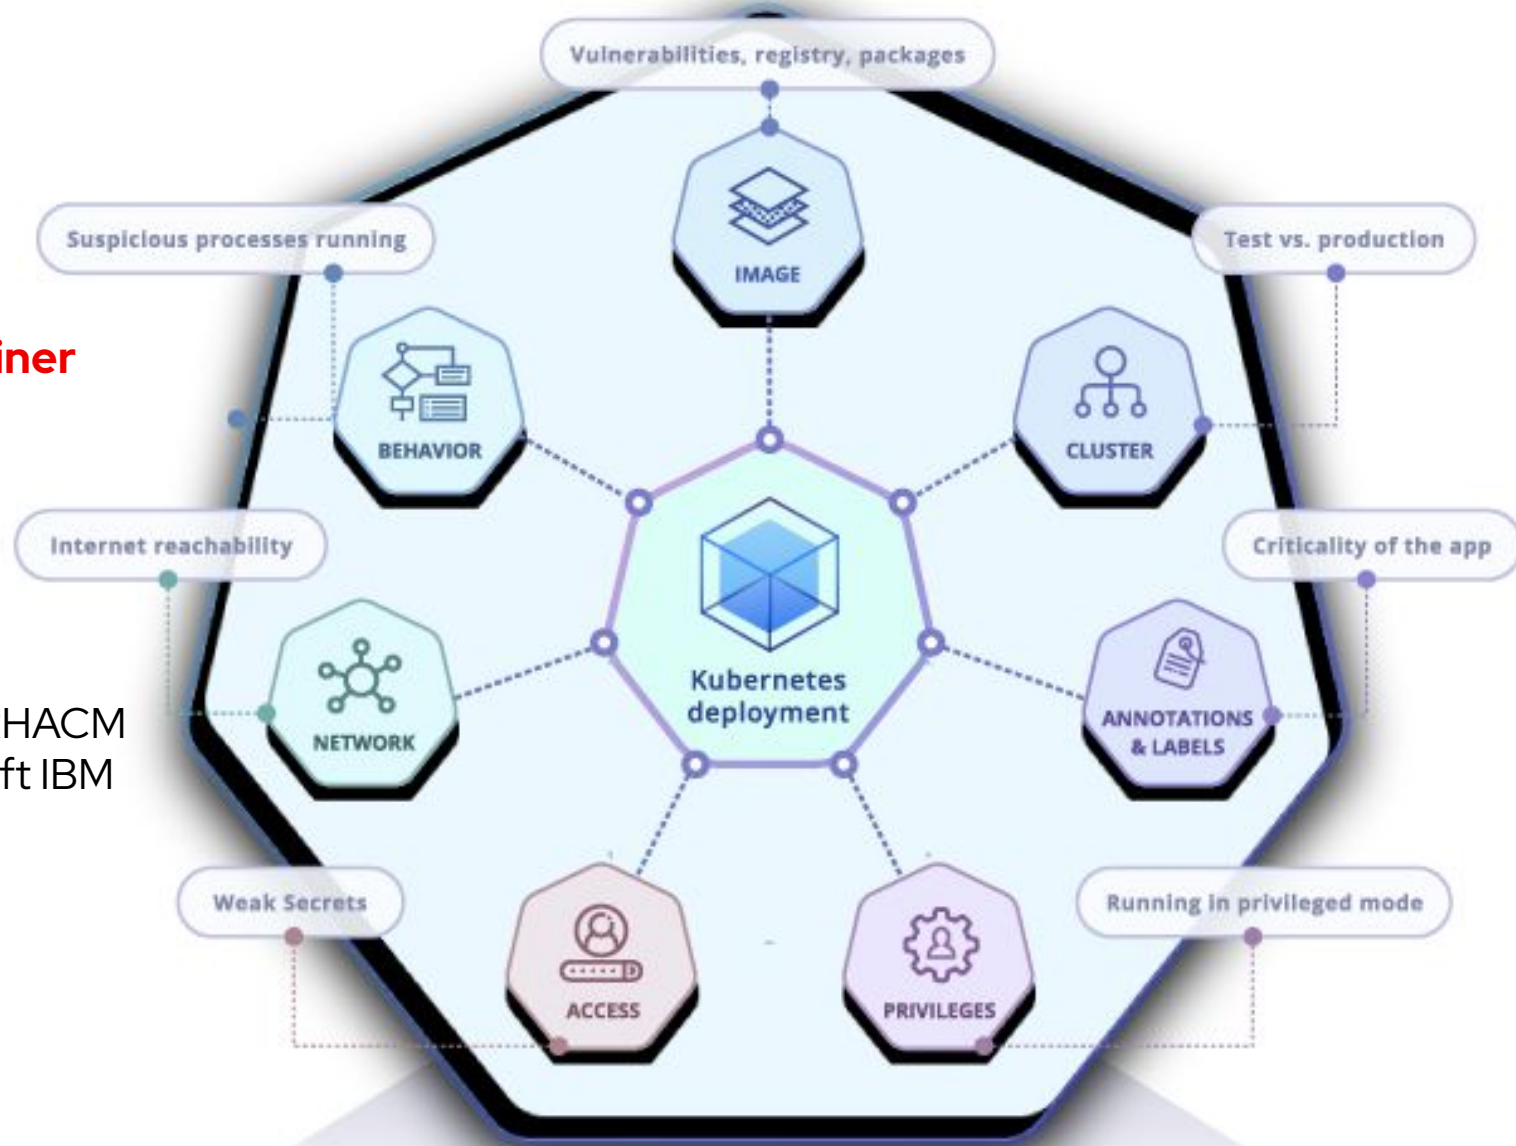 Vulnerabilities, registry, packages
Suspicious processes running
Test vs. production
IMAGE
iner
BEHAVIOR
CLUSTER
Internet reachability
Criticality of the app
Kubernetes
deployment
HACM
ft IBM
NETWORK
ANNOTATIONS
& LABELS
Weak Secrets
Running in privileged mode
ACCESS
PRIVILEGES